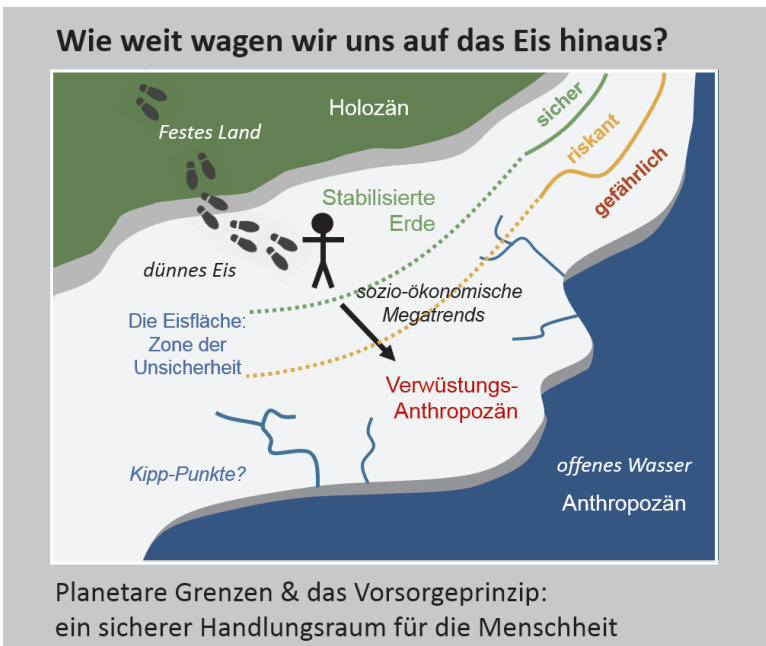 Wie weit wagen wir uns auf das Eis hinaus?
Holozän
Festes Land
sicher
riskant
gefährlich
Stabilisierte
Erde
dünnes Eis
sozio-ökonomische
Megatrends
Die Eisfläche:
Zone der
Unsicherheit
Verwüstungs-
Anthropozän
Kipp-Punkte?
offenes Wasser
Anthropozän
Planetare Grenzen & das Vorsorgeprinzip:
ein sicherer Handlungsraum für die Menschheit